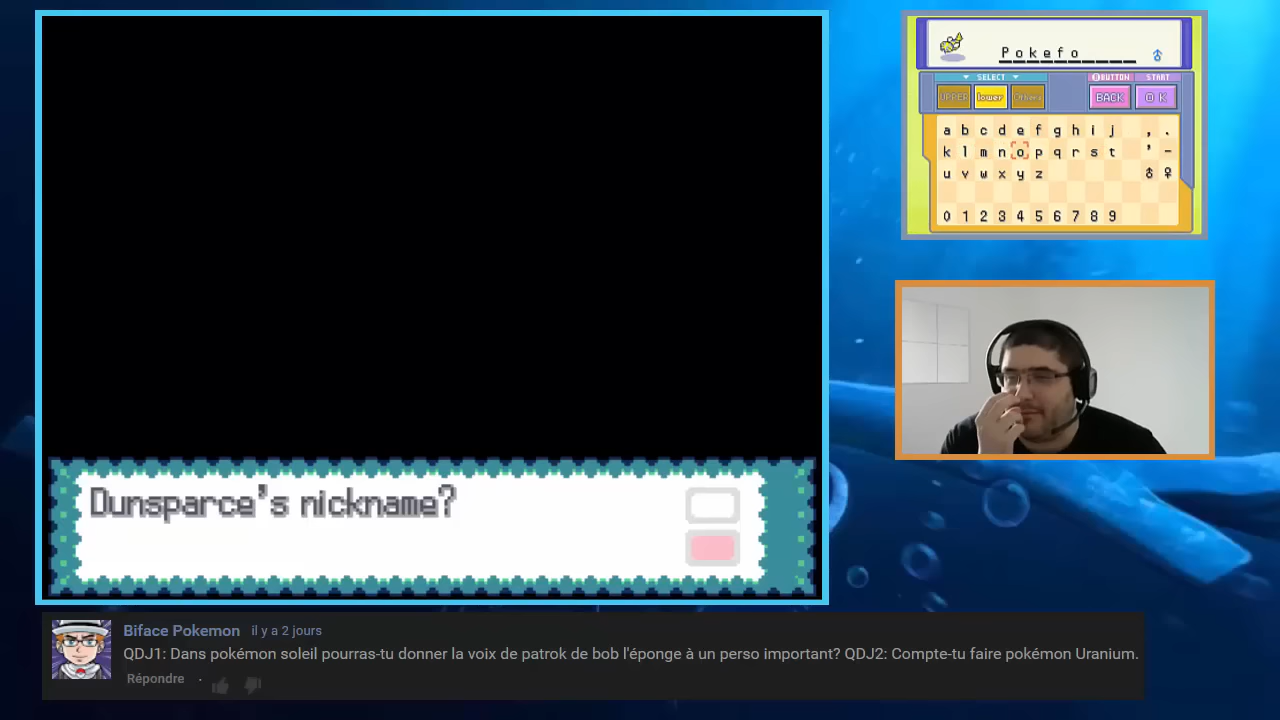 Pokefo
SELECT
BUTTON START
UPPER lower Others BACK OK
a b c d e f g h i j , .
k l m n o p q r s t ' -
u v w x y z ♂ ♀
0 1 2 3 4 5 6 7 8 9
Dunsparce's nickname?
Biface Pokemon il y a 2 jours
QDJ1: Dans pokémon soleil pourras-tu donner la voix de patrok de bob l'éponge à un perso important? QDJ2: Compte-tu faire pokémon Uranium.
Répondre ·